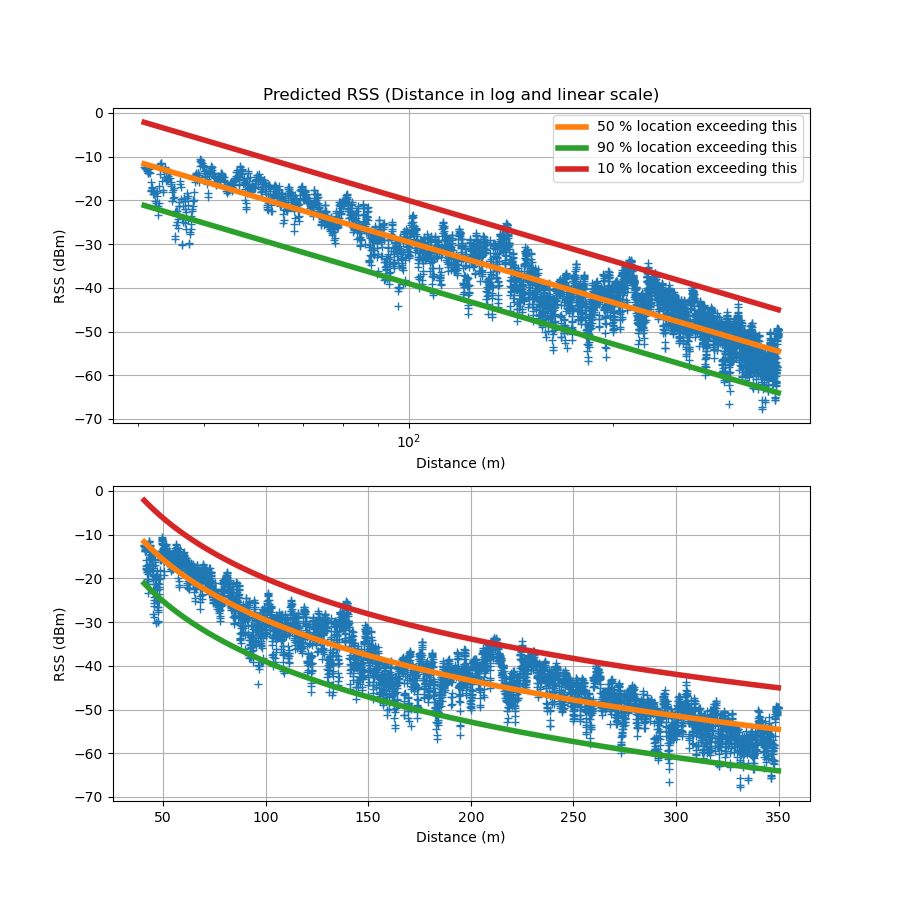 Predicted RSS (Distance in log and linear scale)
0
−10
−20
−30
−40
−50
−60
−70
RSS (dBm)
50 % location exceeding this
90 % location exceeding this
10 % location exceeding this
10²
Distance (m)
0
−10
−20
−30
−40
−50
−60
−70
RSS (dBm)
50 100 150 200 250 300 350
Distance (m)